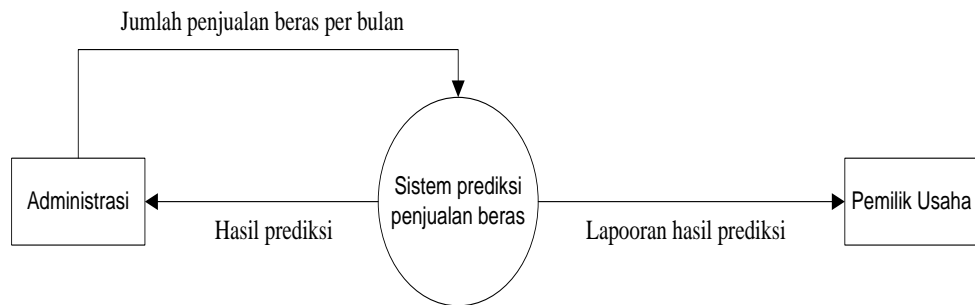 Jumlah penjualan beras per bulan
Administrasi
Hasil prediksi
Sistem prediksi
penjualan beras
Lapooran hasil prediksi
Pemilik Usaha